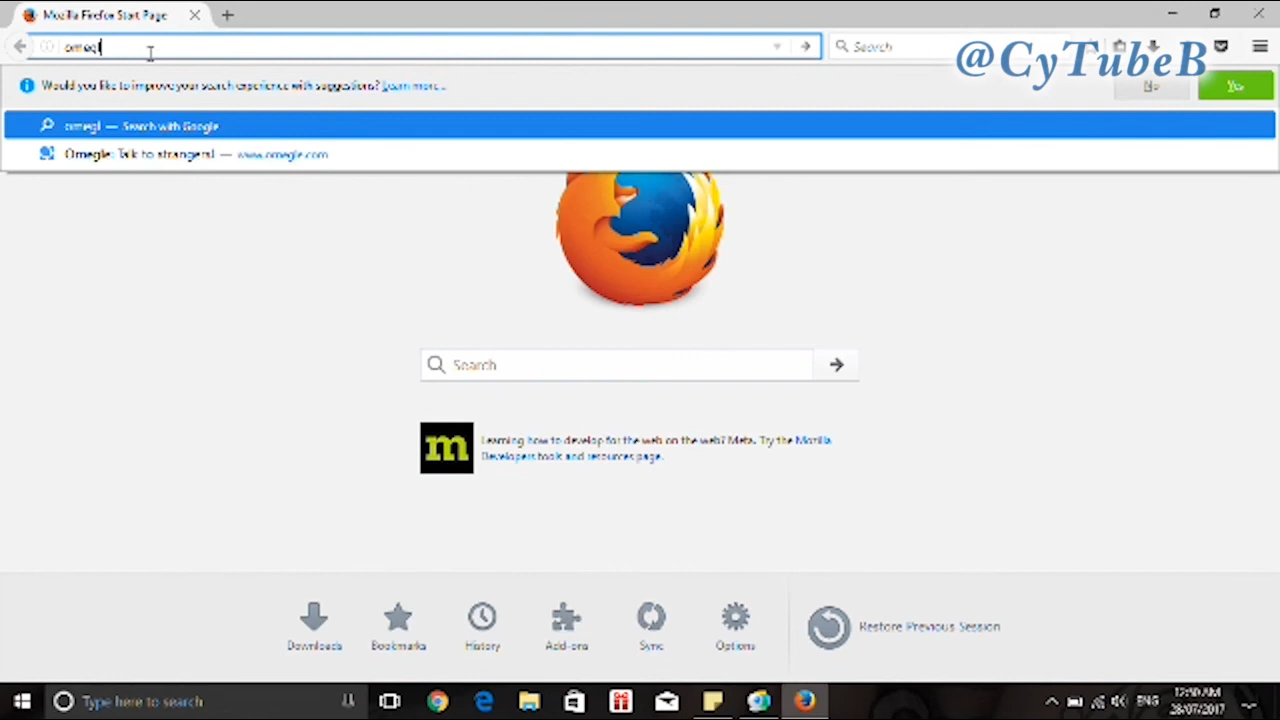 Mozilla Firefox Start Page
omegl
Search
@CyTubeB
Would you like to improve your search experience with suggestions? Learn more...
No
Yes
omegl — Search with Google
Omegle: Talk to strangers! — www.omegle.com
Search
m
Learning how to develop for the web on the web? Meta. Try the Mozilla
Developers tools and resources page.
Downloads
Bookmarks
History
Add-ons
Sync
Options
Restore Previous Session
Type here to search
ENG
12:50 AM
28/07/2017